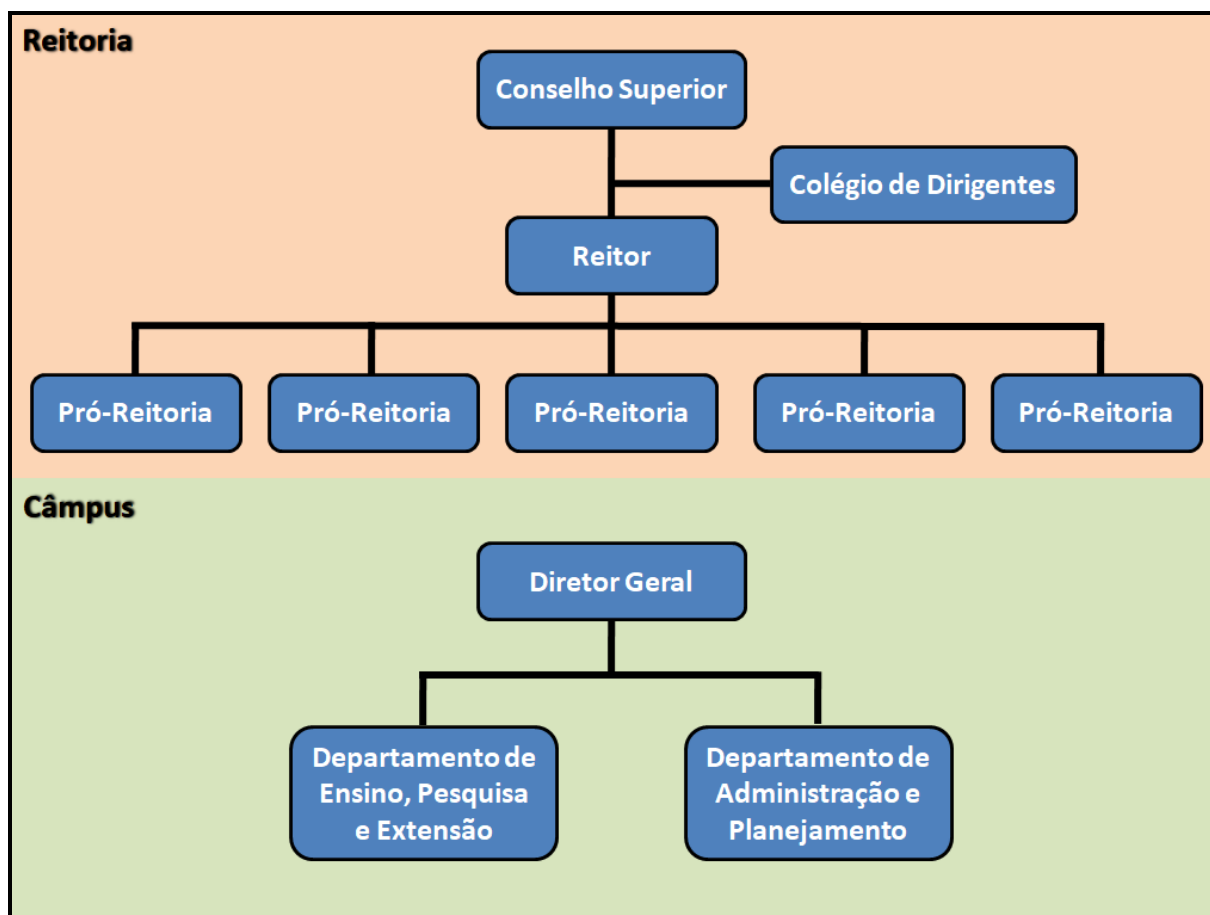 Reitoria
Conselho Superior
Colégio de Dirigentes
Reitor
Pró-Reitoria
Pró-Reitoria
Pró-Reitoria
Pró-Reitoria
Pró-Reitoria
Câmpus
Diretor Geral
Departamento de
Ensino, Pesquisa
e Extensão
Departamento de
Administração e
Planejamento